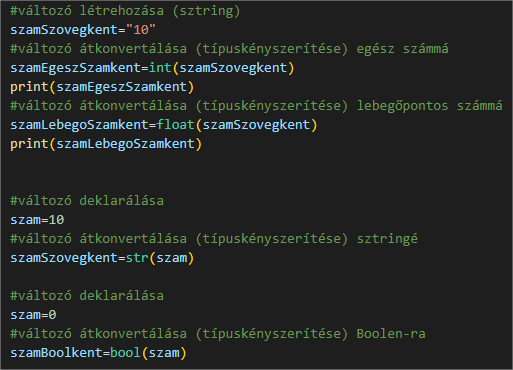 #változó létrehozása (sztring)
szamSzovegkent="10"
#változó átkonvertálása (típuskényszerítése) egész számmá
szamEgeszSzamkent=int(szamSzovegkent)
print(szamEgeszSzamkent)
#változó átkonvertálása (típuskényszerítése) lebegőpontos számmá
szamLebegoSzamkent=float(szamSzovegkent)
print(szamLebegoSzamkent)
#változó deklarálása
szam=10
#változó átkonvertálása (típuskényszerítése) sztringé
szamSzovegkent=str(szam)
#változó deklarálása
szam=0
#változó átkonvertálása (típuskényszerítése) Boolen-ra
szamBoolkent=bool(szam)